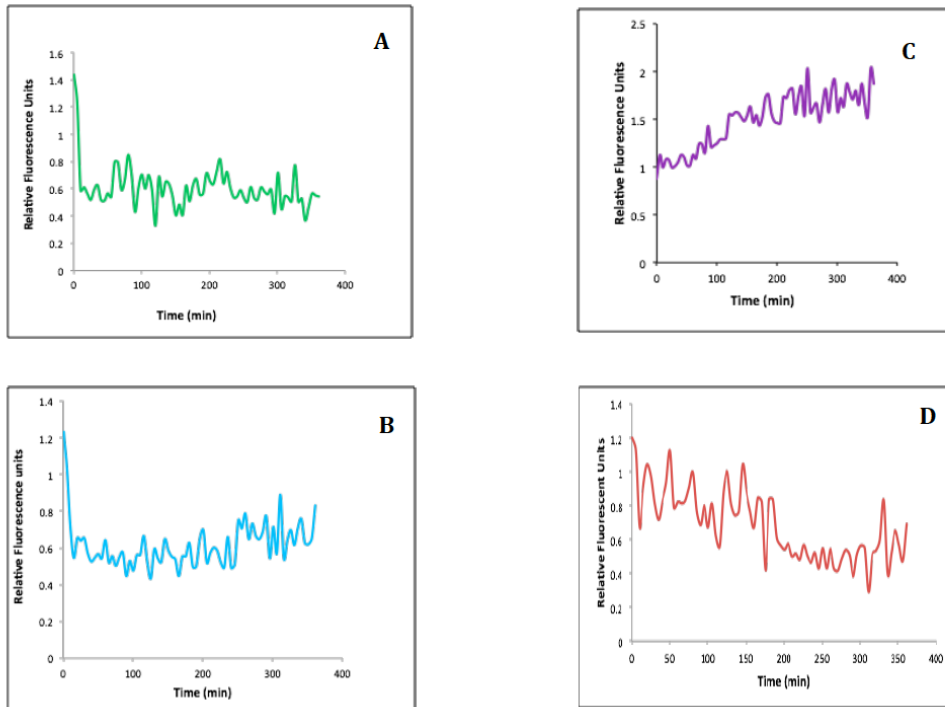 A
Relative Fluorescence Units
1.6
1.4
1.2
1
0.8
0.6
0.4
0.2
0
0 100 200 300 400
Time (min)
C
Relative Fluorescence Units
2.5
2
1.5
1
0.5
0
0 100 200 300 400
Time (min)
B
Relative Fluorescence units
1.4
1.2
1
0.8
0.6
0.4
0.2
0
0 100 200 300 400
Time (min)
D
Relative Fluorescent Units
1.4
1.2
1
0.8
0.6
0.4
0.2
0
0 50 100 150 200 250 300 350 400
Time (min)